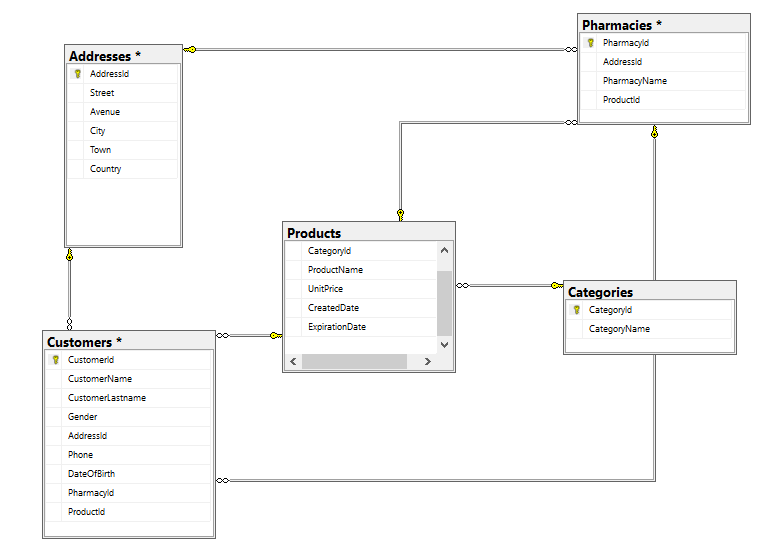 Pharmacies *
PharmacyId
AddressId
PharmacyName
ProductId
Addresses *
AddressId
Street
Avenue
City
Town
Country
Products
CategoryId
ProductName
UnitPrice
CreatedDate
ExpirationDate
Categories
CategoryId
CategoryName
Customers *
CustomerId
CustomerName
CustomerLastname
Gender
AddressId
Phone
DateOfBirth
PharmacyId
ProductId